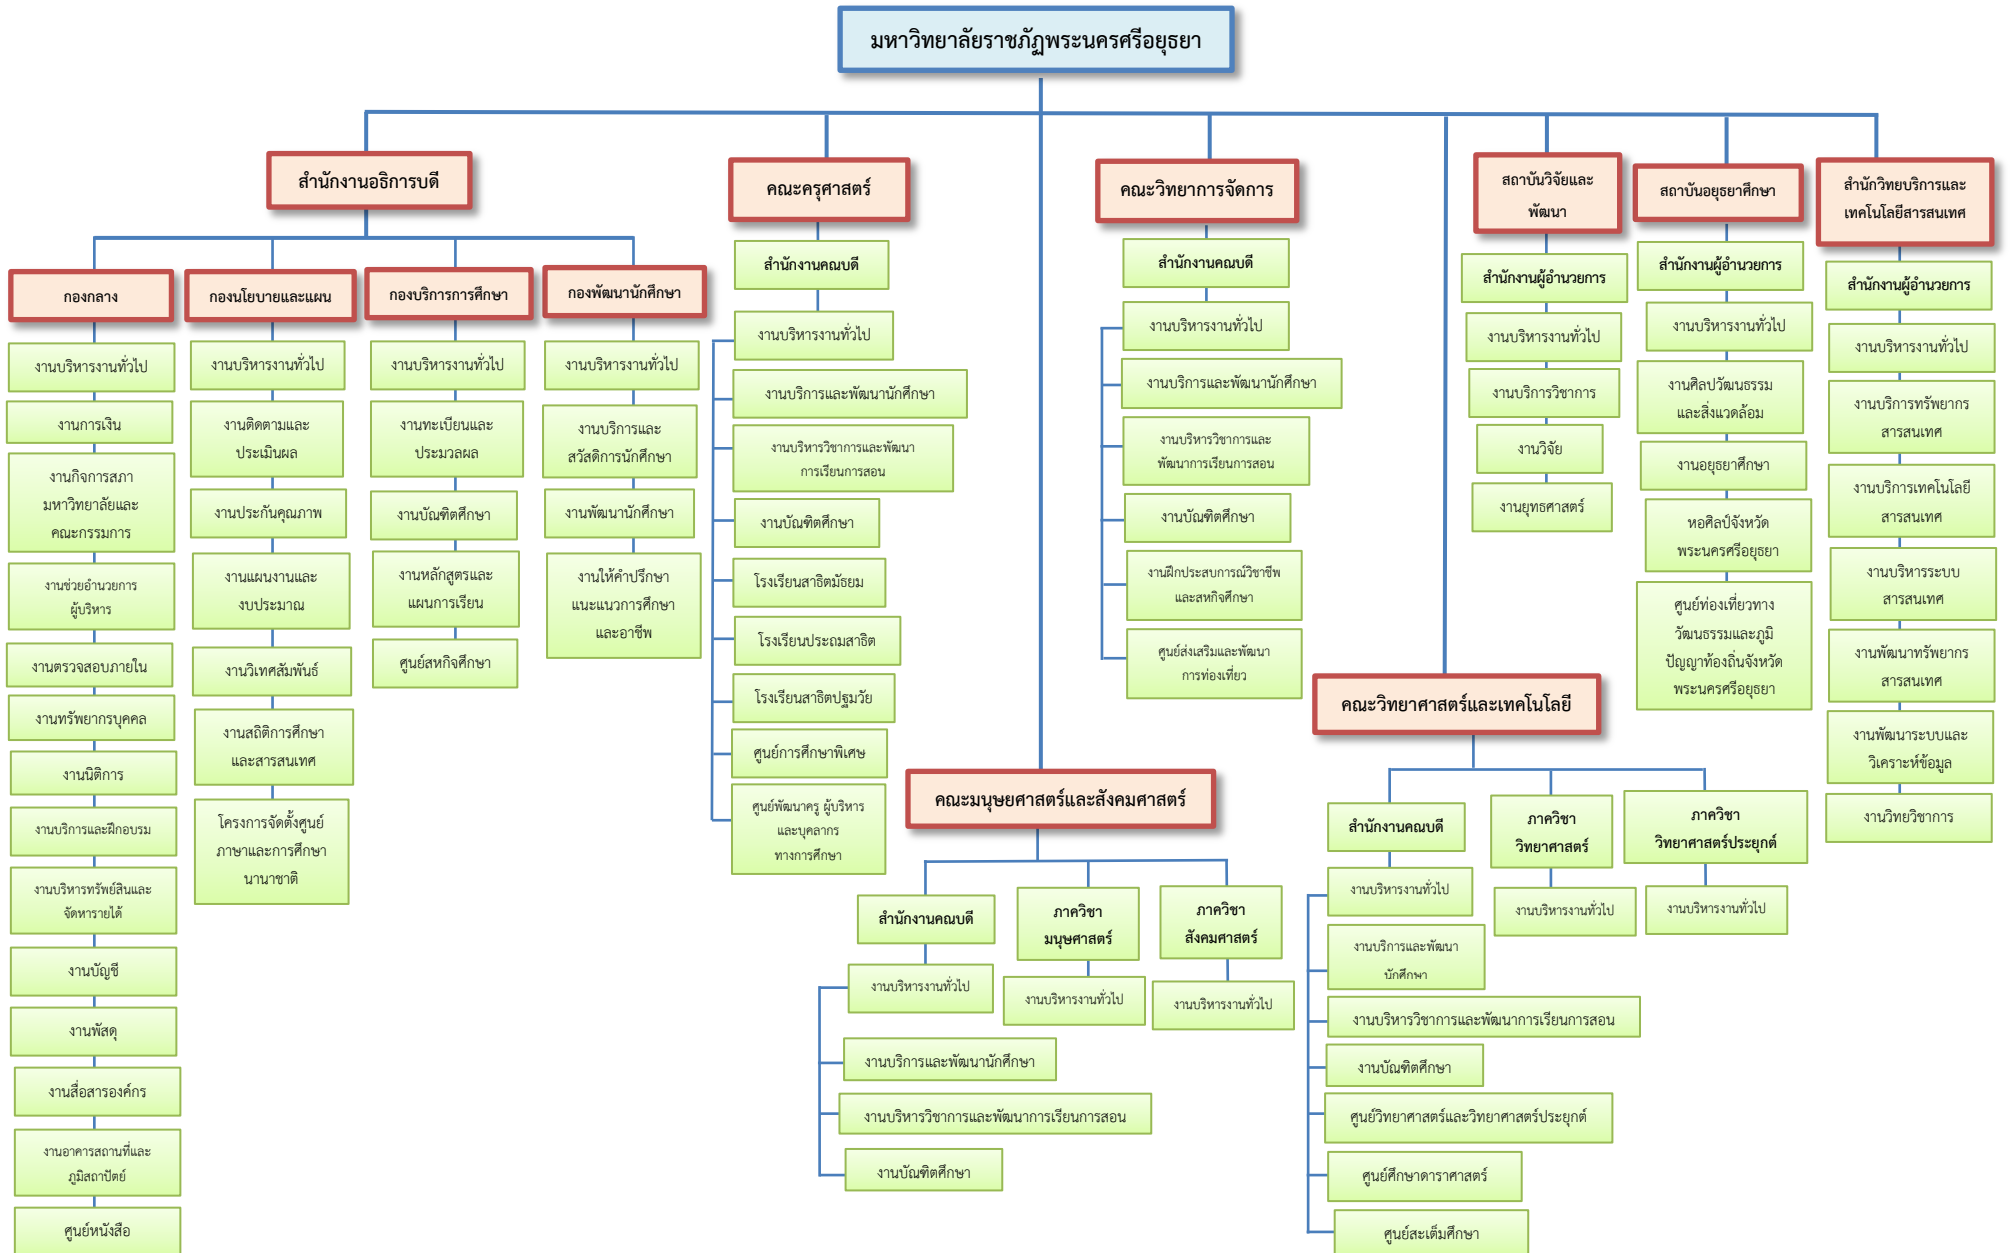 มหาวิทยาลัยราชภัฏพระนครศรีอยุธยา
สำนักงานอธิการบดี
กองกลาง
งานบริหารงานทั่วไป
งานการเงิน
งานกิจการสภา
มหาวิทยาลัยและ
คณะกรรมการ
งานช่วยอำนวยการ
ผู้บริหาร
งานตรวจสอบภายใน
งานทรัพยากรบุคคล
งานนิติการ
งานบริการและฝึกอบรม
งานบริหารทรัพย์สินและ
จัดหารายได้
งานบัญชี
งานพัสดุ
งานสื่อสารองค์กร
งานอาคารสถานที่และ
ภูมิสถาปัตย์
ศูนย์หนังสือ
กองนโยบายและแผน
งานบริหารงานทั่วไป
งานติดตามและ
ประเมินผล
งานประกันคุณภาพ
งานแผนงานและ
งบประมาณ
งานวิเทศสัมพันธ์
งานสถิติการศึกษา
และสารสนเทศ
โครงการจัดตั้งศูนย์
ภาษาและการศึกษา
นานาชาติ
กองบริการการศึกษา
งานบริหารงานทั่วไป
งานทะเบียนและ
ประมวลผล
งานบัณฑิตศึกษา
งานหลักสูตรและ
แผนการเรียน
ศูนย์สหกิจศึกษา
กองพัฒนานักศึกษา
งานบริหารงานทั่วไป
งานบริการและ
สวัสดิการนักศึกษา
งานพัฒนานักศึกษา
งานให้คำปรึกษา
แนะแนวการศึกษา
และอาชีพ
คณะครุศาสตร์
สำนักงานคณบดี
งานบริหารงานทั่วไป
งานบริการและพัฒนานักศึกษา
งานบริหารวิชาการและพัฒนา
การเรียนการสอน
งานบัณฑิตศึกษา
โรงเรียนสาธิตมัธยม
โรงเรียนประถมสาธิต
โรงเรียนสาธิตปฐมวัย
ศูนย์การศึกษาพิเศษ
ศูนย์พัฒนาครู ผู้บริหาร
และบุคลากร
ทางการศึกษา
คณะมนุษยศาสตร์และสังคมศาสตร์
สำนักงานคณบดี
งานบริหารงานทั่วไป
งานบริการและพัฒนานักศึกษา
งานบริหารวิชาการและพัฒนาการเรียนการสอน
งานบัณฑิตศึกษา
ภาควิชา
มนุษศาสตร์
งานบริหารงานทั่วไป
ภาควิชา
สังคมศาสตร์
งานบริหารงานทั่วไป
คณะวิทยาการจัดการ
สำนักงานคณบดี
งานบริหารงานทั่วไป
งานบริการและพัฒนานักศึกษา
งานบริหารวิชาการและ
พัฒนาการเรียนการสอน
งานบัณฑิตศึกษา
งานฝึกประสบการณ์วิชาชีพ
และสหกิจศึกษา
ศูนย์ส่งเสริมและพัฒนา
การท่องเที่ยว
คณะวิทยาศาสตร์และเทคโนโลยี
สำนักงานคณบดี
งานบริหารงานทั่วไป
งานบริการและพัฒนา
นักศึกษา
งานบริหารวิชาการและพัฒนาการเรียนการสอน
งานบัณฑิตศึกษา
ศูนย์วิทยาศาสตร์และวิทยาศาสตร์ประยุกต์
ศูนย์ศึกษาดาราศาสตร์
ศูนย์สะเต็มศึกษา
ภาควิชา
วิทยาศาสตร์
งานบริหารงานทั่วไป
ภาควิชา
วิทยาศาสตร์ประยุกต์
งานบริหารงานทั่วไป
สถาบันวิจัยและ
พัฒนา
สำนักงานผู้อำนวยการ
งานบริหารงานทั่วไป
งานบริการวิชาการ
งานวิจัย
งานยุทธศาสตร์
สถาบันอยุธยาศึกษา
สำนักงานผู้อำนวยการ
งานบริหารงานทั่วไป
งานศิลปวัฒนธรรม
และสิ่งแวดล้อม
งานอยุธยาศึกษา
หอศิลป์จังหวัด
พระนครศรีอยุธยา
ศูนย์ท่องเที่ยวทาง
วัฒนธรรมและภูมิ
ปัญญาท้องถิ่นจังหวัด
พระนครศรีอยุธยา
สำนักวิทยบริการและ
เทคโนโลยีสารสนเทศ
สำนักงานผู้อำนวยการ
งานบริหารงานทั่วไป
งานบริการทรัพยากร
สารสนเทศ
งานบริการเทคโนโลยี
สารสนเทศ
งานบริหารระบบ
สารสนเทศ
งานพัฒนาทรัพยากร
สารสนเทศ
งานพัฒนาระบบและ
วิเคราะห์ข้อมูล
งานวิทยวิชาการ